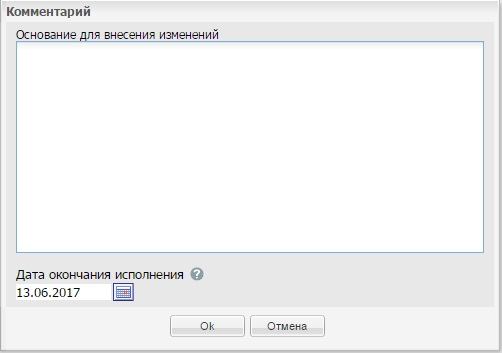 Комментарий
Основание для внесения изменений
Дата окончания исполнения ?
13.06.2017
Ok Отмена